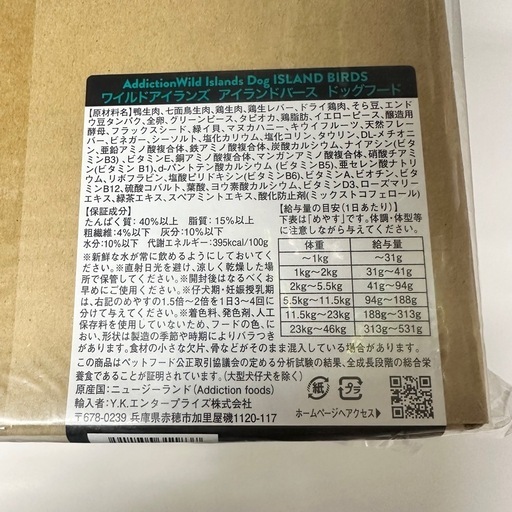 AddictionWild Islands Dog ISLAND BIRDS
ワイルドアイランズ アイランドバース ドッグフード
【原材料名】鴨生肉、七面鳥生肉、鶏生肉、鶏生レバー、ドライ鶏肉、そら豆、エンド
ウ豆タンパク、全卵、グリーンピース、タピオカ、鶏脂肪、イエローピース、醸造用
酵母、フラックスシード、緑イ貝、マヌカハニー、キウイフルーツ、天然フレー
バー、ビネガー、シーソルト、塩化カリウム、塩化コリン、タウリン、DL-メチオニ
ン、亜鉛アミノ酸複合体、鉄アミノ酸複合体、炭酸カルシウム、ナイアシン(ビタ
ミンB3)、ビタミンE、銅アミノ酸複合体、マンガンアミノ酸複合体、硝酸チアミ
ン(ビタミン B1)、d-パントテン酸カルシウム (ビタミン B5)、亜セレン酸ナトリ
ウム、リボフラビン、塩酸ピリドキシン(ビタミンB6)、ビタミンA、ビオチン、ビタミン
B12、硫酸コバルト、葉酸、ヨウ素酸カルシウム、ビタミンD3、ローズマリー
エキス、緑茶エキス、スペアミントエキス、酸化防止剤(ミックストコフェロール)
【保証成分】
たんぱく質: 40%以上 脂質: 15%以上
粗繊維: 4%以下 灰分: 10%以下
水分:10%以下 代謝エネルギー:395kcal/100g
※新鮮な水が常に飲めるようにしておいてくだ
さい。※直射日光を避け、涼しく乾燥した場
所で保管してください。※開封後はなるべくお
早めにご使用ください。※仔犬期・妊娠授乳期
は、右記のめやすの1.5倍〜2倍を1日3〜4回に
分けて与えてください。※着色料、発色剤、人工
保存料を使用していないため、フードの色、にお
い、形状は製造の季節や時期によりバラつき
がありますが、食材の小さな欠片、骨などがそのまま混入している場合があります。
【給与量の目安(1日あたり)】
下表は「めやす」です。体調・体型等
に注意しながら与えてください。
体重 給与量
〜1kg 〜31g
1kg〜2kg 31g〜41g
2kg〜5.5kg 41g〜94g
5.5kg〜11.5kg 94g〜188g
11.5kg〜23kg 188g〜313g
23kg〜46kg 313g〜531g
※この商品はペットフード公正取引協議会の定める分析試験の結果、全成長段階の総合栄
養食であることが証明されています。(大型犬仔犬を除く)
原産国: ニュージーランド (Addiction foods)
輸入者: Y.K.エンタープライズ株式会社
〒678-0239 兵庫県赤穂市加里屋磯1120-117
紙
プラ
ホームページへアクセス▶